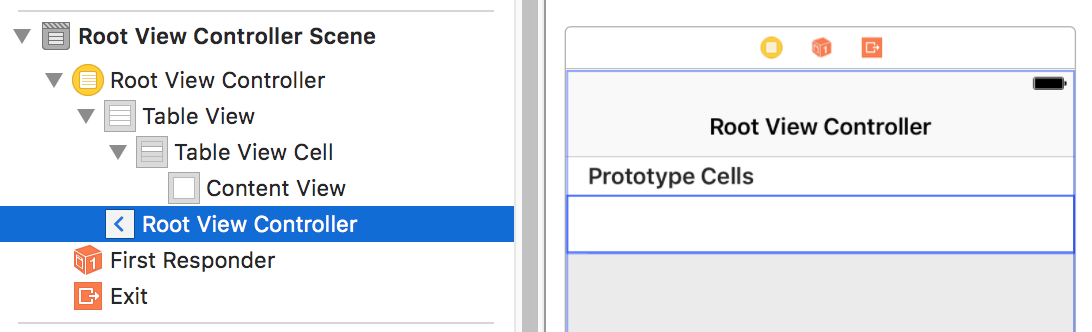 Root View Controller Scene
Root View Controller
Table View
Table View Cell
Content View
Root View Controller
First Responder
Exit
Root View Controller
Prototype Cells